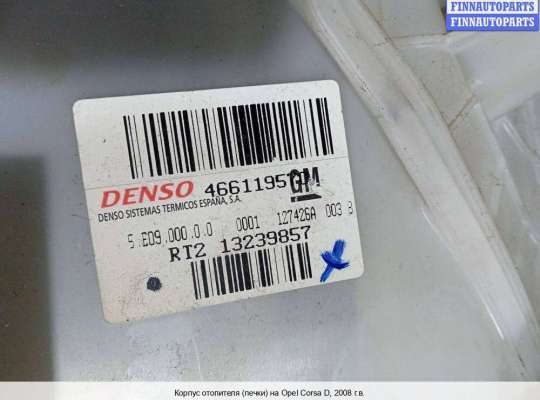 FINNAUTOPARTS
FINNAUTOPARTS
FINNAUTOPARTS
DENSO 4661195 GM
DENSO SISTEMAS TERMICOS ESPAÑA, S.A.
5.E09.000.0.0 0001 127426A 003 B
RT2 13239857
Корпус отопителя (печки) на Opel Corsa D, 2008 г.в.